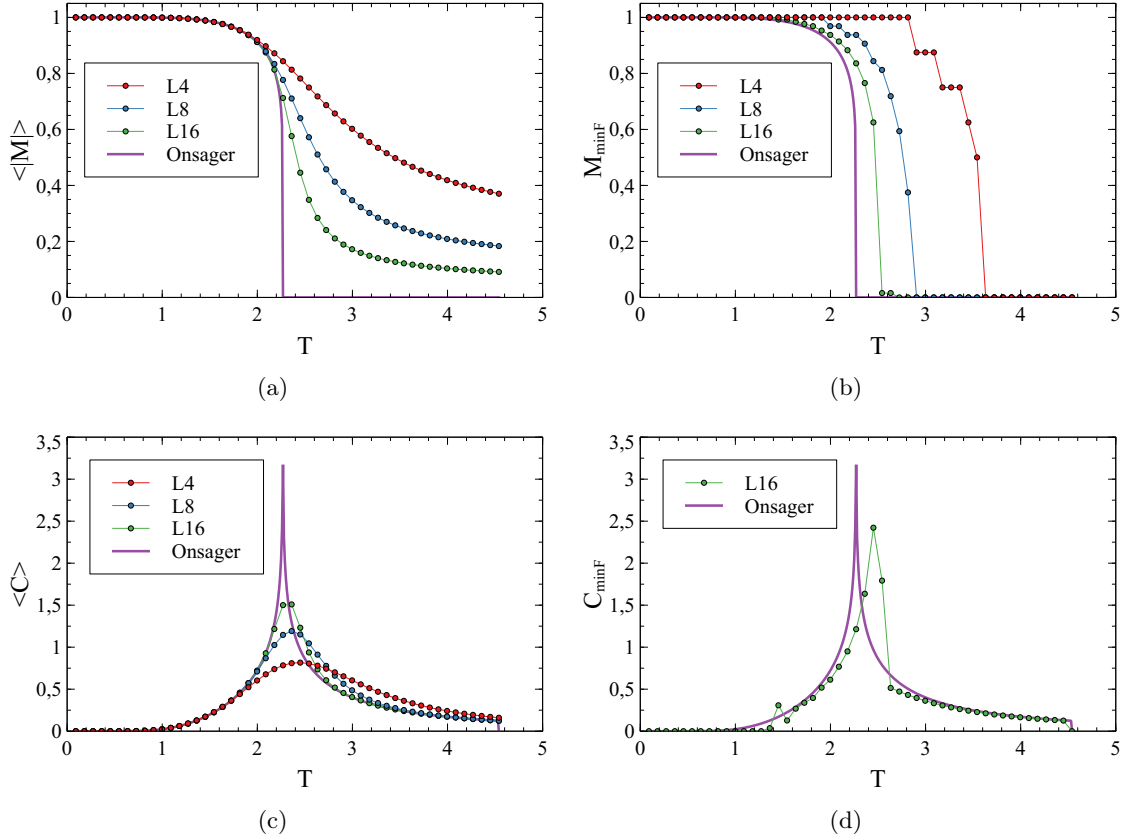 1
0,8
0,6
0,4
0,2
0
<|M|>
L4
L8
L16
Onsager
0 1 2 3 4 5
T
(a)
1
0,8
0,6
0,4
0,2
0
M_minF
L4
L8
L16
Onsager
0 1 2 3 4 5
T
(b)
3,5
3
2,5
2
1,5
1
0,5
0
<C>
L4
L8
L16
Onsager
0 1 2 3 4 5
T
(c)
3,5
3
2,5
2
1,5
1
0,5
0
C_minF
L16
Onsager
0 1 2 3 4 5
T
(d)